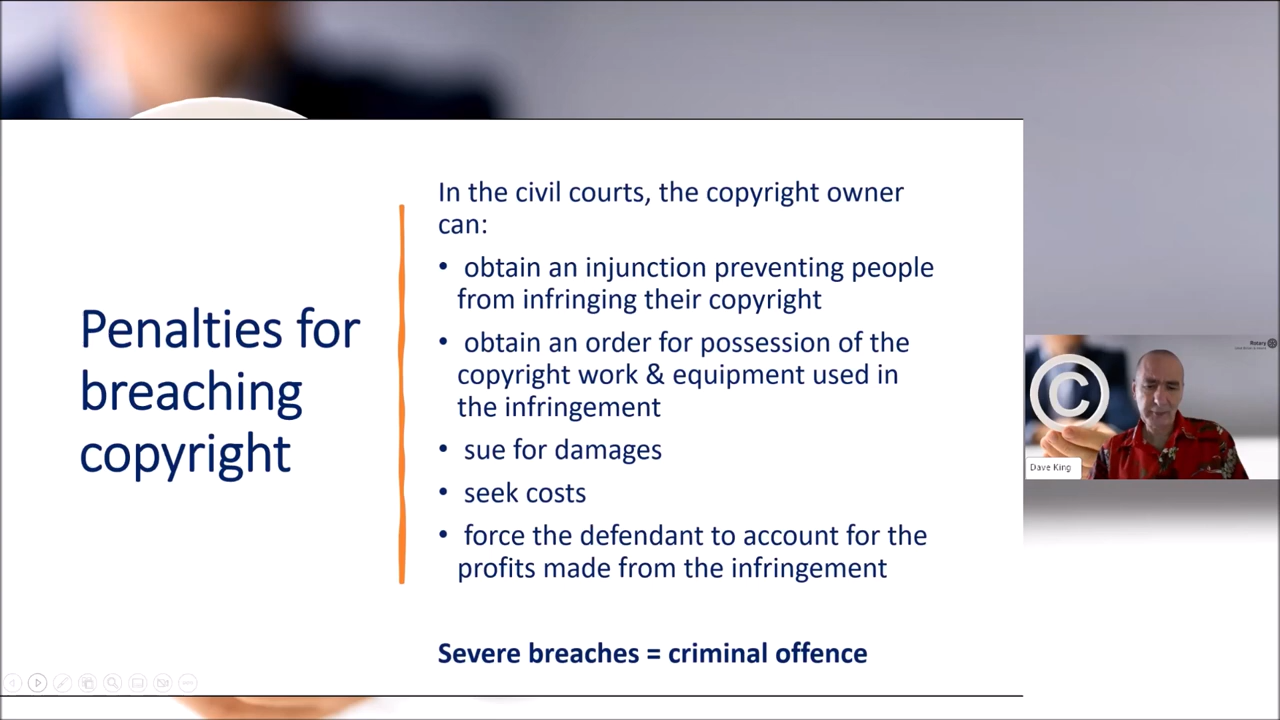 Penalties for
breaching
copyright
In the civil courts, the copyright owner
can:
• obtain an injunction preventing people
from infringing their copyright
• obtain an order for possession of the
copyright work & equipment used in
the infringement
• sue for damages
• seek costs
• force the defendant to account for the
profits made from the infringement
Severe breaches = criminal offence
Rotary
©
Dave King